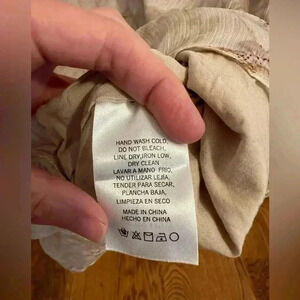 HAND WASH COLD,
DO NOT BLEACH,
LINE DRY,IRON LOW,
DRY CLEAN
LAVAR A MANO FRIO,
NO UTILIZAR LEJIA,
TENDER PARA SECAR,
PLANCHA BAJA,
LIMPIEZA EN SECO
MADE IN CHINA
HECHO EN CHINA